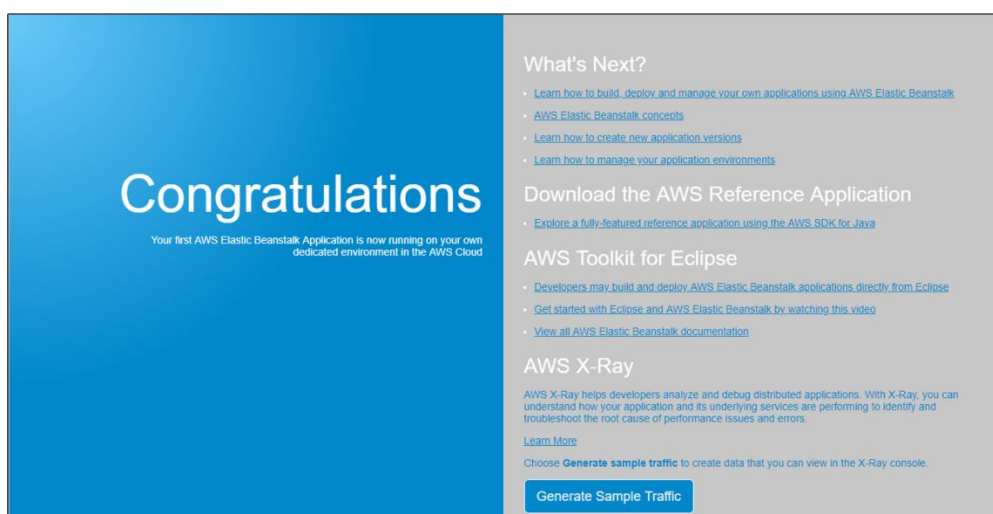 Congratulations
Your first AWS Elastic Beanstalk Application is now running on your own
dedicated environment in the AWS Cloud
What's Next?
Learn how to build, deploy and manage your own applications using AWS Elastic Beanstalk
AWS Elastic Beanstalk concepts
Learn how to create new application versions
Learn how to manage your application environments
Download the AWS Reference Application
Explore a fully-featured reference application using the AWS SDK for Java
AWS Toolkit for Eclipse
Developers may build and deploy AWS Elastic Beanstalk applications directly from Eclipse
Get started with Eclipse and AWS Elastic Beanstalk by watching this video
View all AWS Elastic Beanstalk documentation
AWS X-Ray
AWS X-Ray helps developers analyze and debug distributed applications. With X-Ray, you can
understand how your application and its underlying services are performing to identify and
troubleshoot the root cause of performance issues and errors.
Learn More
Choose Generate sample traffic to create data that you can view in the X-Ray console.
Generate Sample Traffic